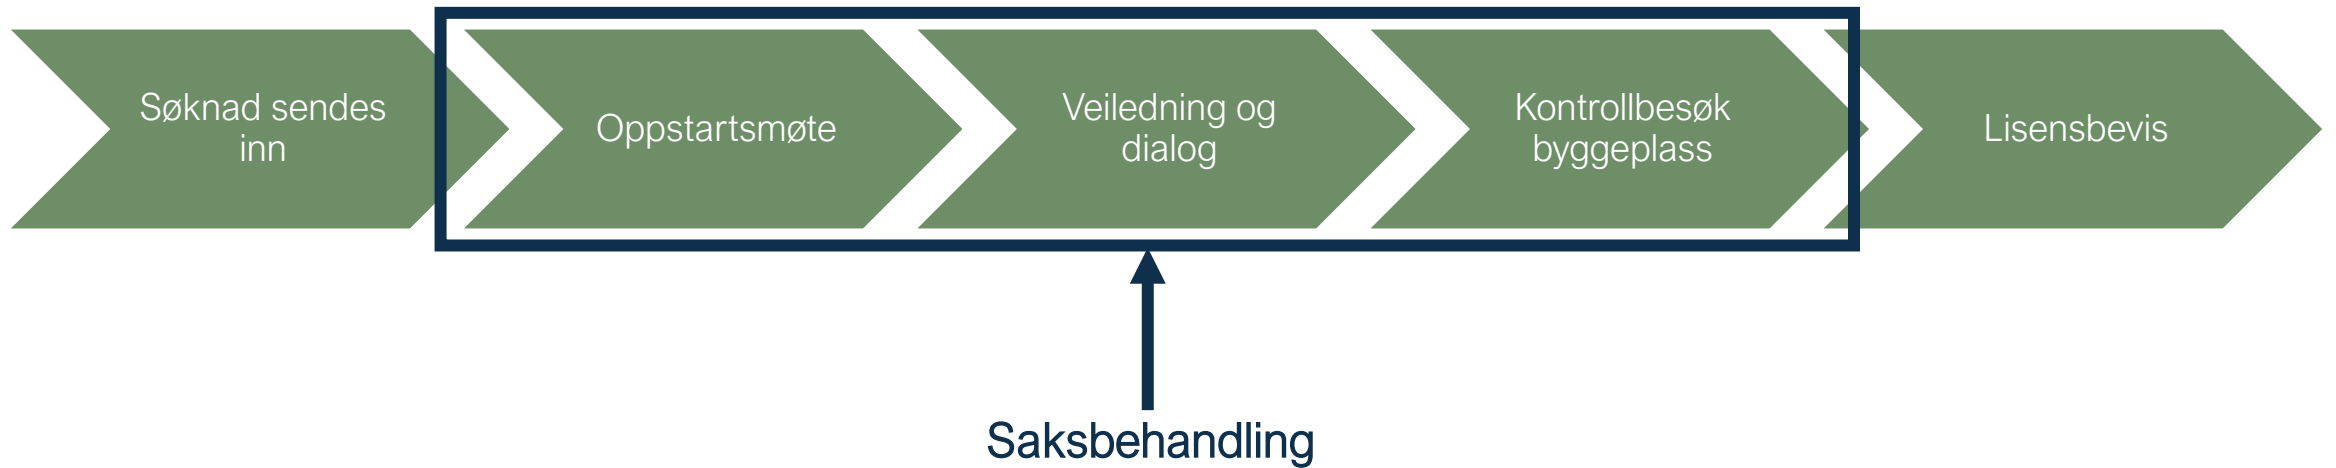 Søknad sendes
inn
Oppstartsmøte
Veiledning og
dialog
Kontrollbesøk
byggeplass
Lisensbevis
Saksbehandling